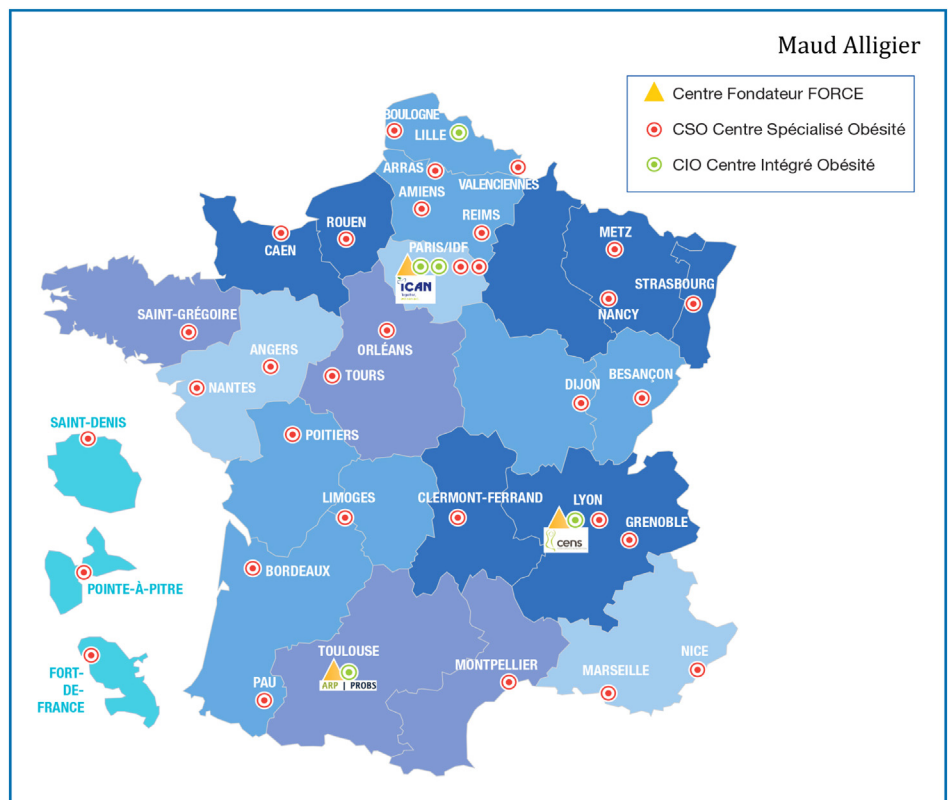 Maud Alligier
Centre Fondateur FORCE
CSO Centre Spécialisé Obésité
CIO Centre Intégré Obésité
BOULOGNE
LILLE
ARRAS
VALENCIENNES
AMIENS
REIMS
ROUEN
CAEN
PARIS/IDF
iCAN
METZ
STRASBOURG
NANCY
SAINT-GRÉGOIRE
ANGERS
ORLÉANS
NANTES
TOURS
DIJON
BESANÇON
POITIERS
SAINT-DENIS
LIMOGES
CLERMONT-FERRAND
LYON
GRENOBLE
cens
BORDEAUX
POINTE-À-PITRE
TOULOUSE
ARP | PROBS
MONTPELLIER
MARSEILLE
NICE
PAU
FORT-
DE-
FRANCE